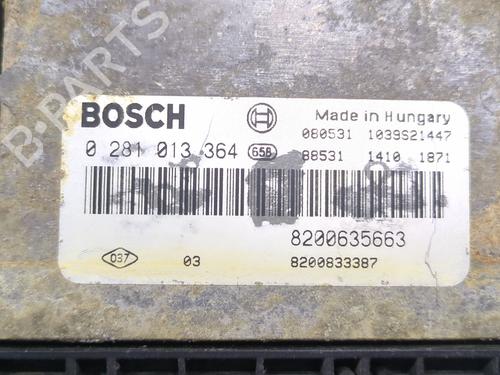 B-PARTS
BOSCH
Made in Hungary
080531 1039S21447
0 281 013 364 658 88531 1410 1871
8200635663
037 03 8200833387